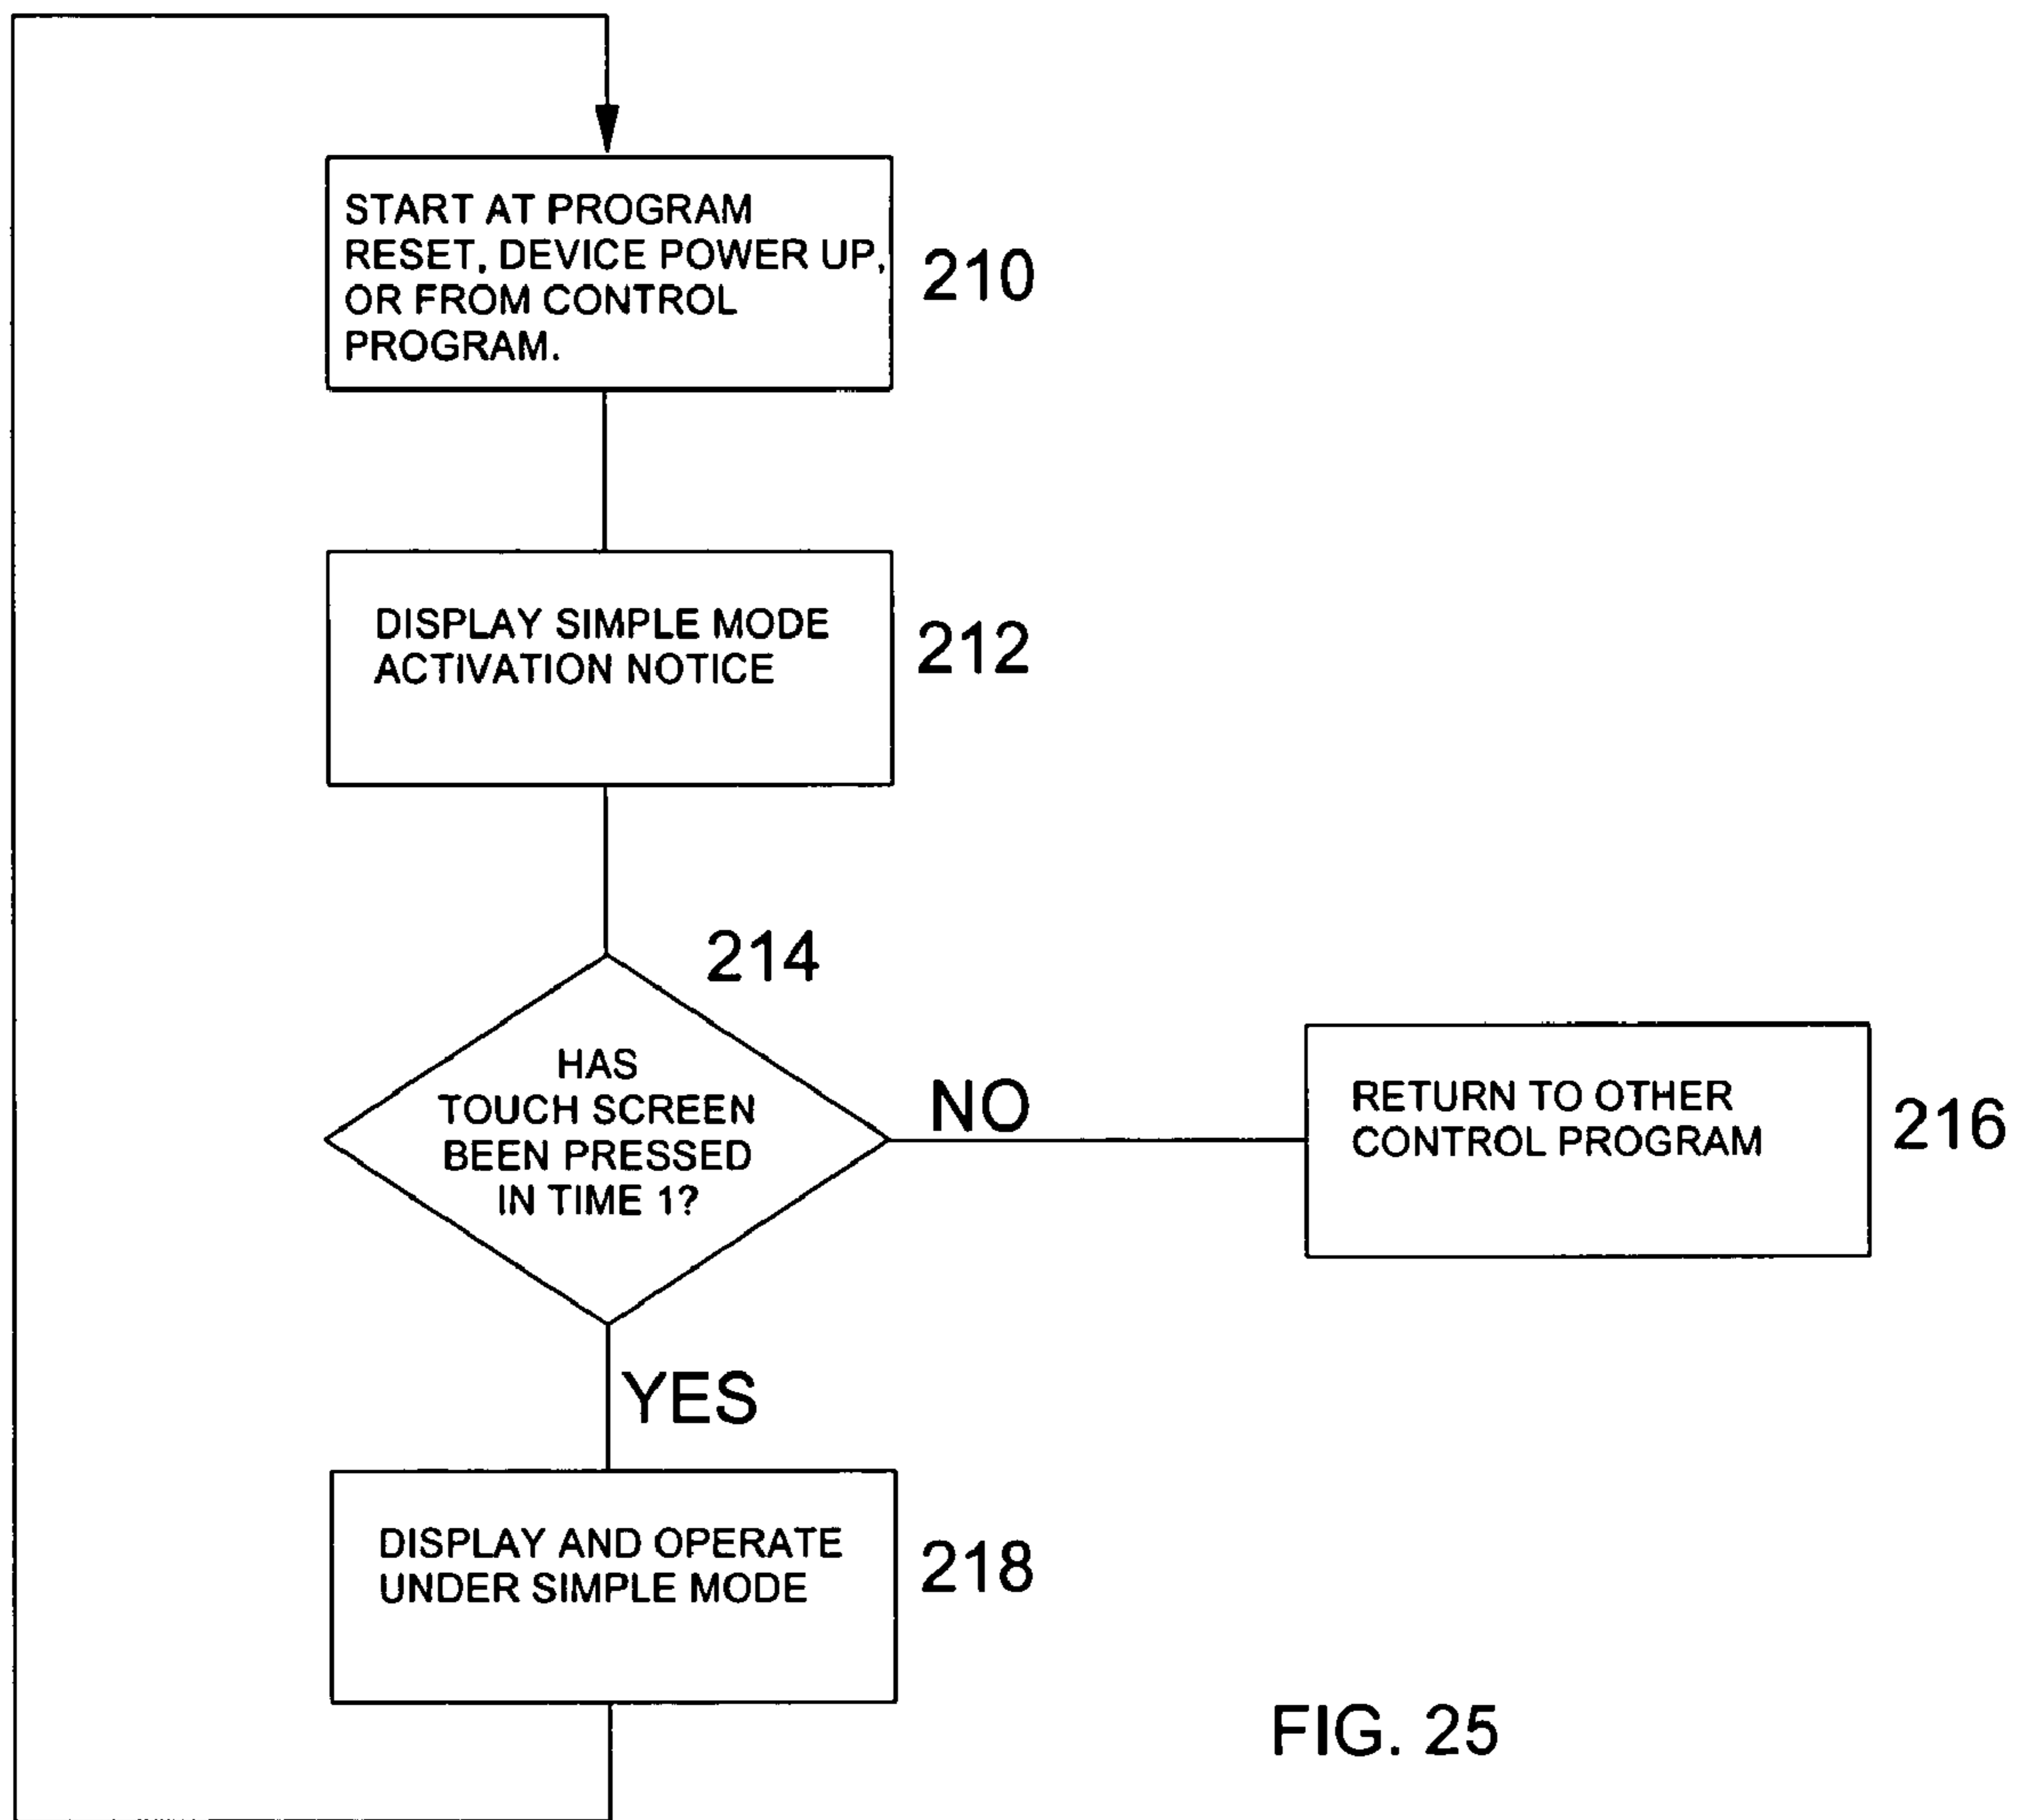 START AT PROGRAM
RESET, DEVICE POWER UP,
OR FROM CONTROL
PROGRAM.
210
DISPLAY SIMPLE MODE
ACTIVATION NOTICE
212
214
HAS
TOUCH SCREEN
BEEN PRESSED
IN TIME 1?
NO
RETURN TO OTHER
CONTROL PROGRAM
216
YES
DISPLAY AND OPERATE
UNDER SIMPLE MODE
218
FIG. 25